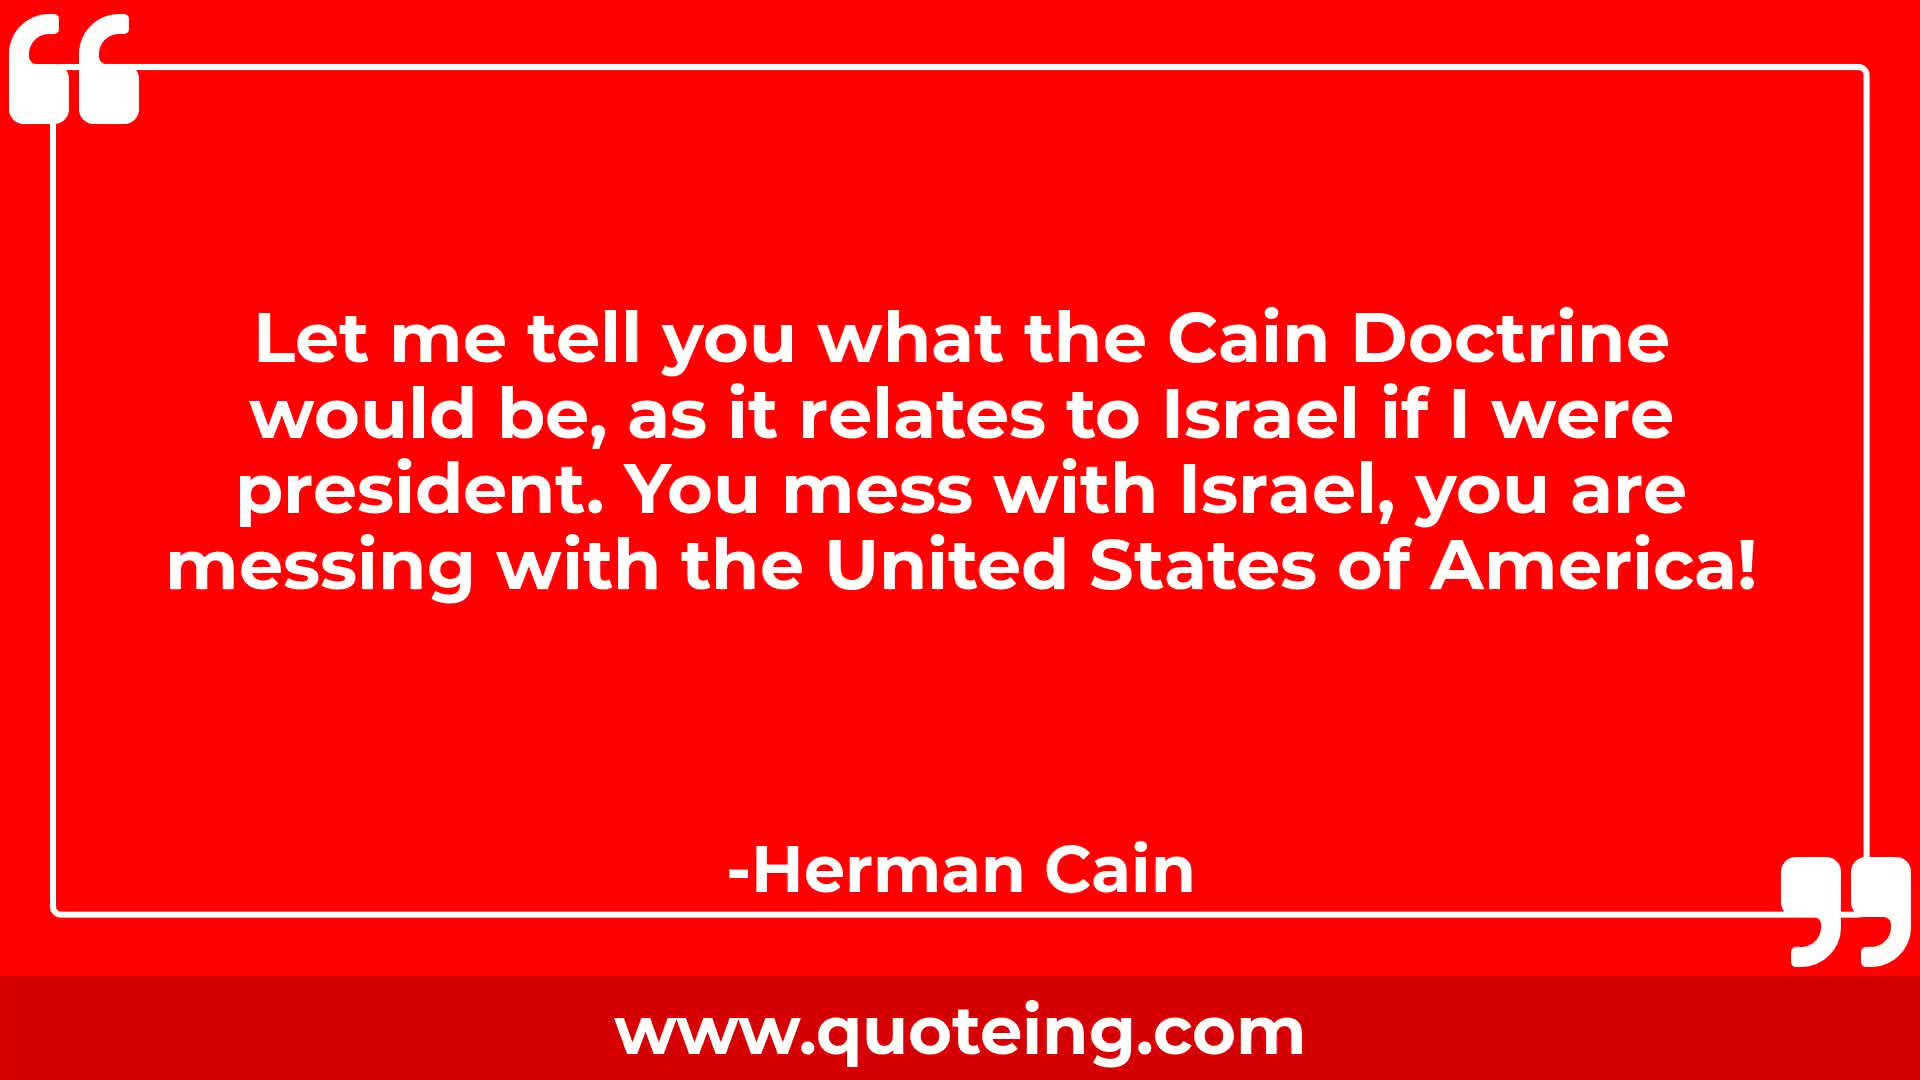 Let me tell you what the Cain Doctrine
would be, as it relates to Israel if I were
president. You mess with Israel, you are
messing with the United States of America!
-Herman Cain
www.quoteing.com